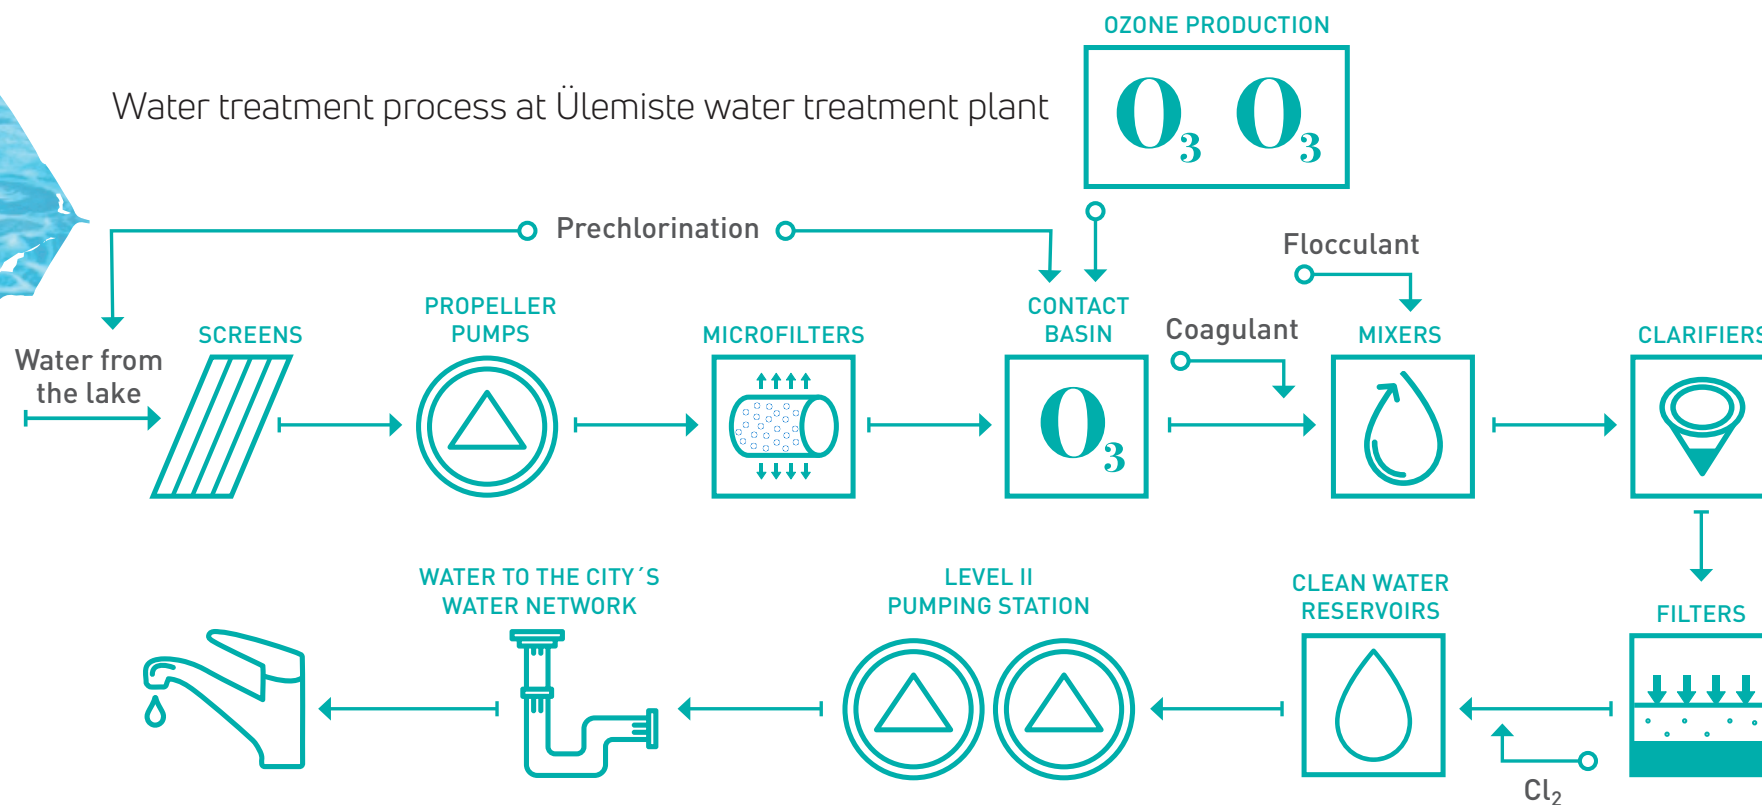 OZONE PRODUCTION
O3 O3
Water treatment process at Ülemiste water treatment plant
Prechlorination
Flocculant
Water from
the lake
SCREENS
PROPELLER
PUMPS
MICROFILTERS
CONTACT
BASIN
O3
Coagulant
MIXERS
CLARIFIERS
WATER TO THE CITY´S
WATER NETWORK
LEVEL II
PUMPING STATION
CLEAN WATER
RESERVOIRS
FILTERS
Cl2